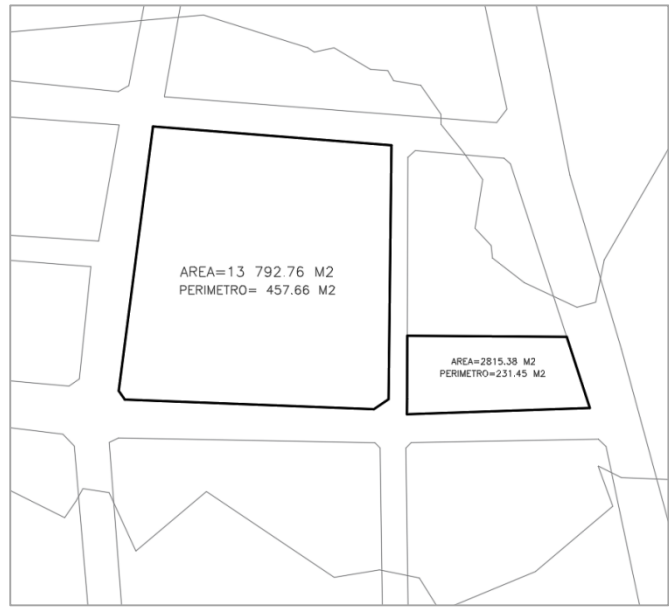 AREA=13 792.76 M2
PERIMETRO= 457.66 M2
AREA=2815.38 M2
PERIMETRO=231.45 M2